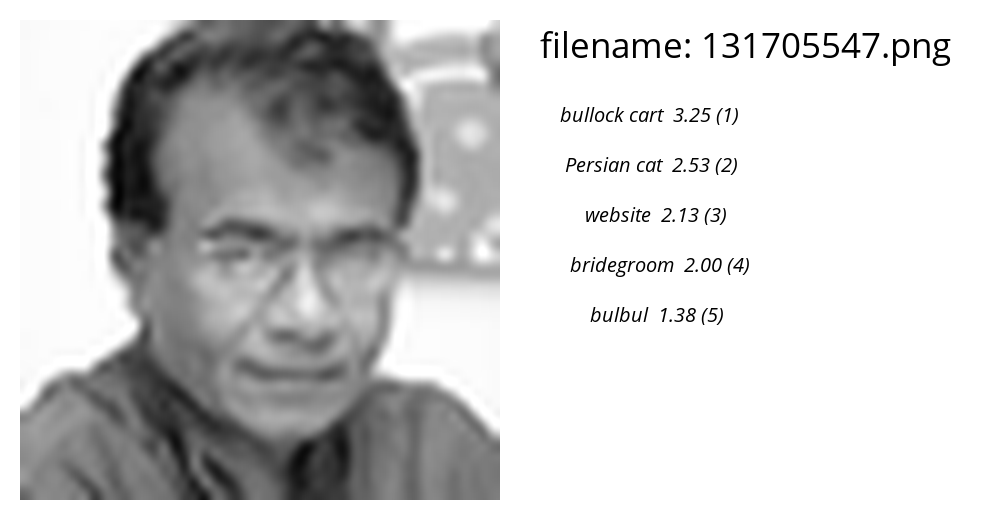 filename: 131705547.png
bullock cart 3.25 (1)
Persian cat 2.53 (2)
website 2.13 (3)
bridegroom 2.00 (4)
bulbul 1.38 (5)